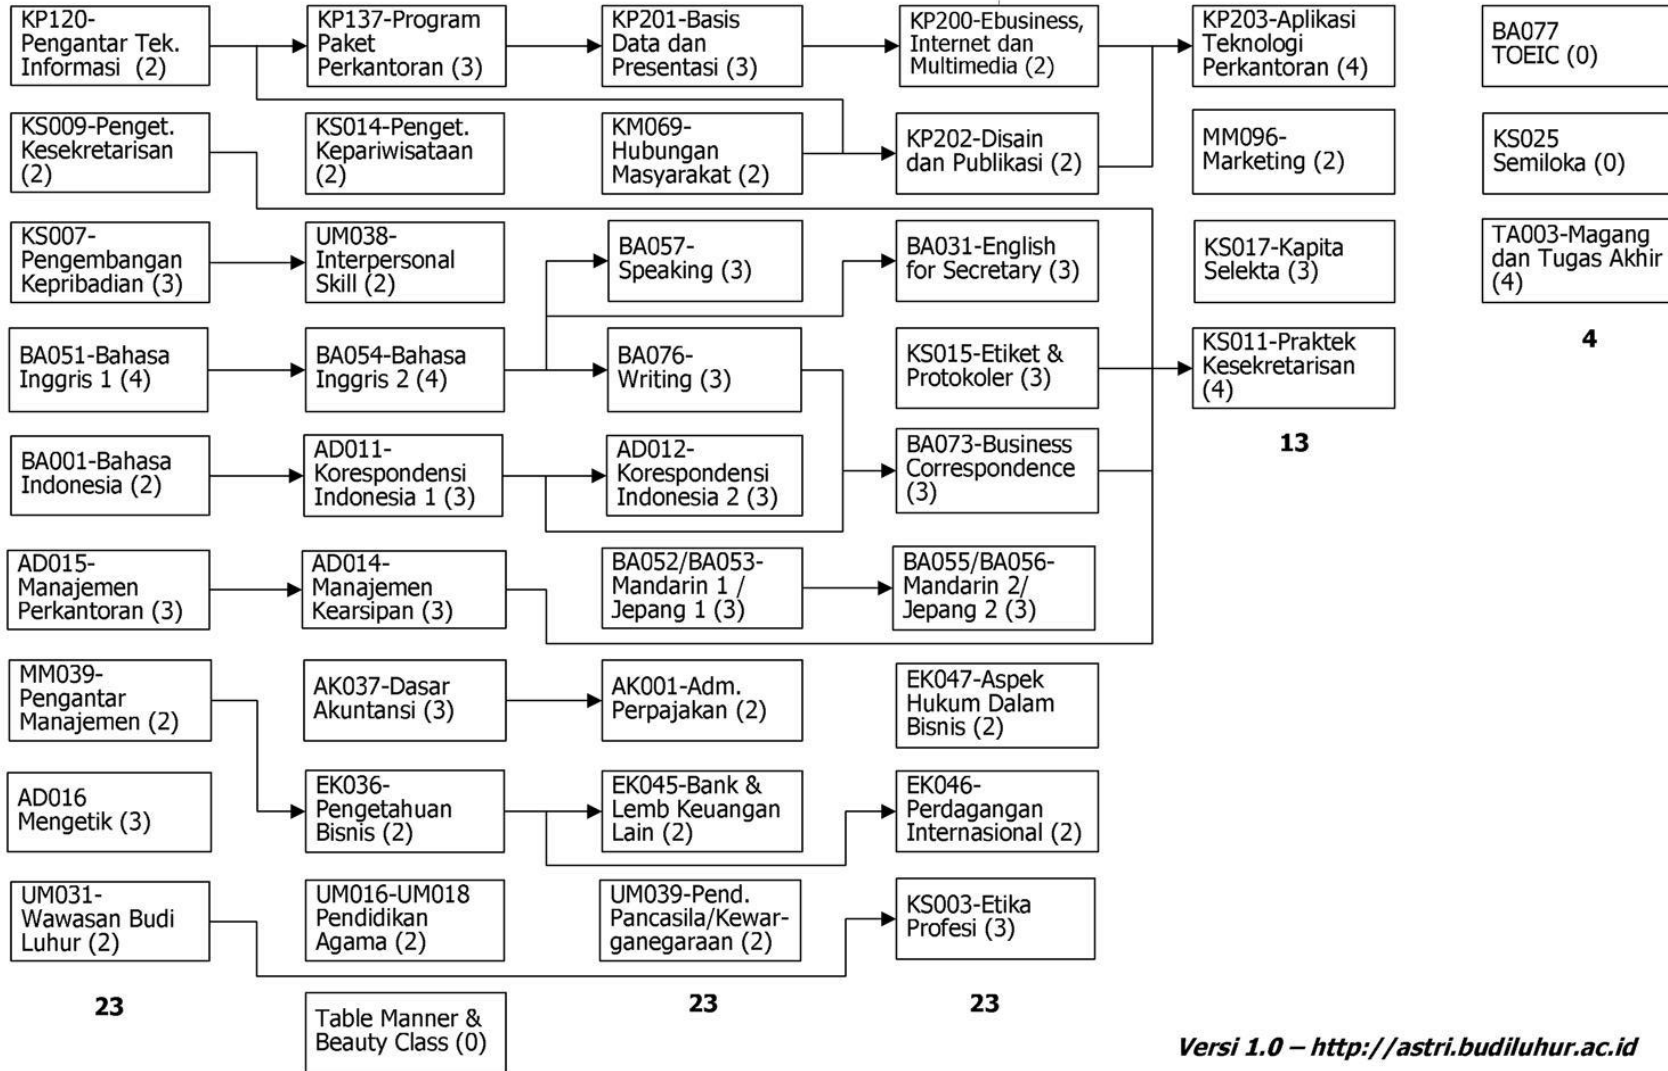 KP120-
Pengantar Tek.
Informasi (2)
KP137-Program
Paket
Perkantoran (3)
KP201-Basis
Data dan
Presentasi (3)
KP200-Ebusiness,
Internet dan
Multimedia (2)
KP203-Aplikasi
Teknologi
Perkantoran (4)
BA077
TOEIC (0)
KS009-Penget.
Kesekretarisan
(2)
KS014-Penget.
Kepariwisataan
(2)
KM069-
Hubungan
Masyarakat (2)
KP202-Disain
dan Publikasi (2)
MM096-
Marketing (2)
KS025
Semiloka (0)
KS007-
Pengembangan
Kepribadian (3)
UM038-
Interpersonal
Skill (2)
BA057-
Speaking (3)
BA031-English
for Secretary (3)
KS017-Kapita
Selekta (3)
TA003-Magang
dan Tugas Akhir
(4)
BA051-Bahasa
Inggris 1 (4)
BA054-Bahasa
Inggris 2 (4)
BA076-
Writing (3)
KS015-Etiket &
Protokoler (3)
KS011-Praktek
Kesekretarisan
(4)
4
BA001-Bahasa
Indonesia (2)
AD011-
Korespondensi
Indonesia 1 (3)
AD012-
Korespondensi
Indonesia 2 (3)
BA073-Business
Correspondence
(3)
13
AD015-
Manajemen
Perkantoran (3)
AD014-
Manajemen
Kearsipan (3)
BA052/BA053-
Mandarin 1 /
Jepang 1 (3)
BA055/BA056-
Mandarin 2/
Jepang 2 (3)
MM039-
Pengantar
Manajemen (2)
AK037-Dasar
Akuntansi (3)
AK001-Adm.
Perpajakan (2)
EK047-Aspek
Hukum Dalam
Bisnis (2)
AD016
Mengetik (3)
EK036-
Pengetahuan
Bisnis (2)
EK045-Bank &
Lemb Keuangan
Lain (2)
EK046-
Perdagangan
Internasional (2)
UM031-
Wawasan Budi
Luhur (2)
UM016-UM018
Pendidikan
Agama (2)
UM039-Pend.
Pancasila/Kewar-
ganegaraan (2)
KS003-Etika
Profesi (3)
23
Table Manner &
Beauty Class (0)
23
23
Versi 1.0 – http://astri.budiluhur.ac.id